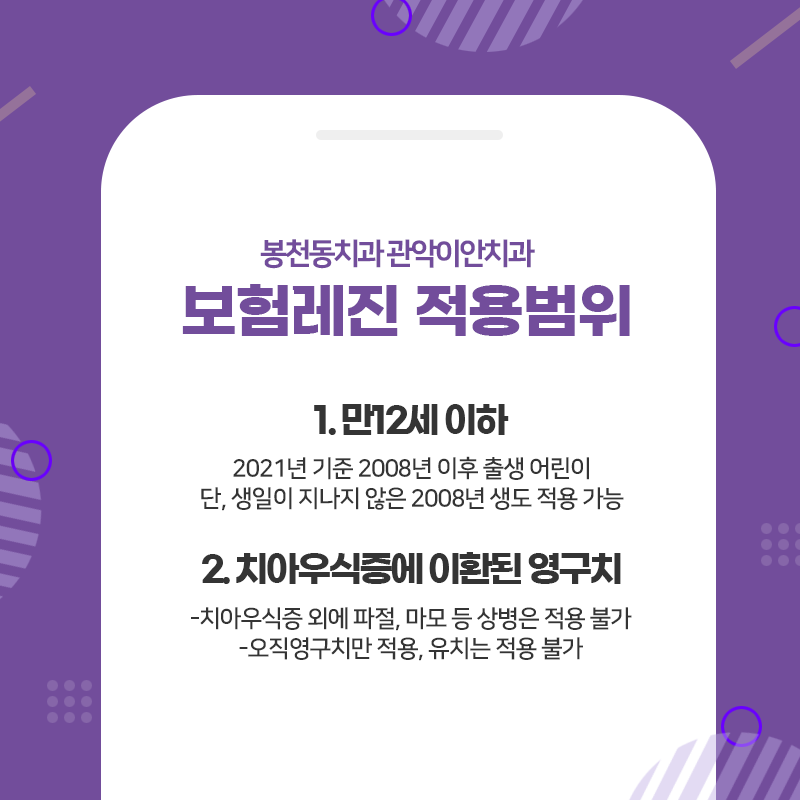 봉천동치과 관악이안치과
보험레진 적용범위
1. 만12세 이하
2021년 기준 2008년 이후 출생 어린이
단, 생일이 지나지 않은 2008년 생도 적용 가능
2. 치아우식증에 이환된 영구치
-치아우식증 외에 파절, 마모 등 상병은 적용 불가
-오직영구치만 적용, 유치는 적용 불가